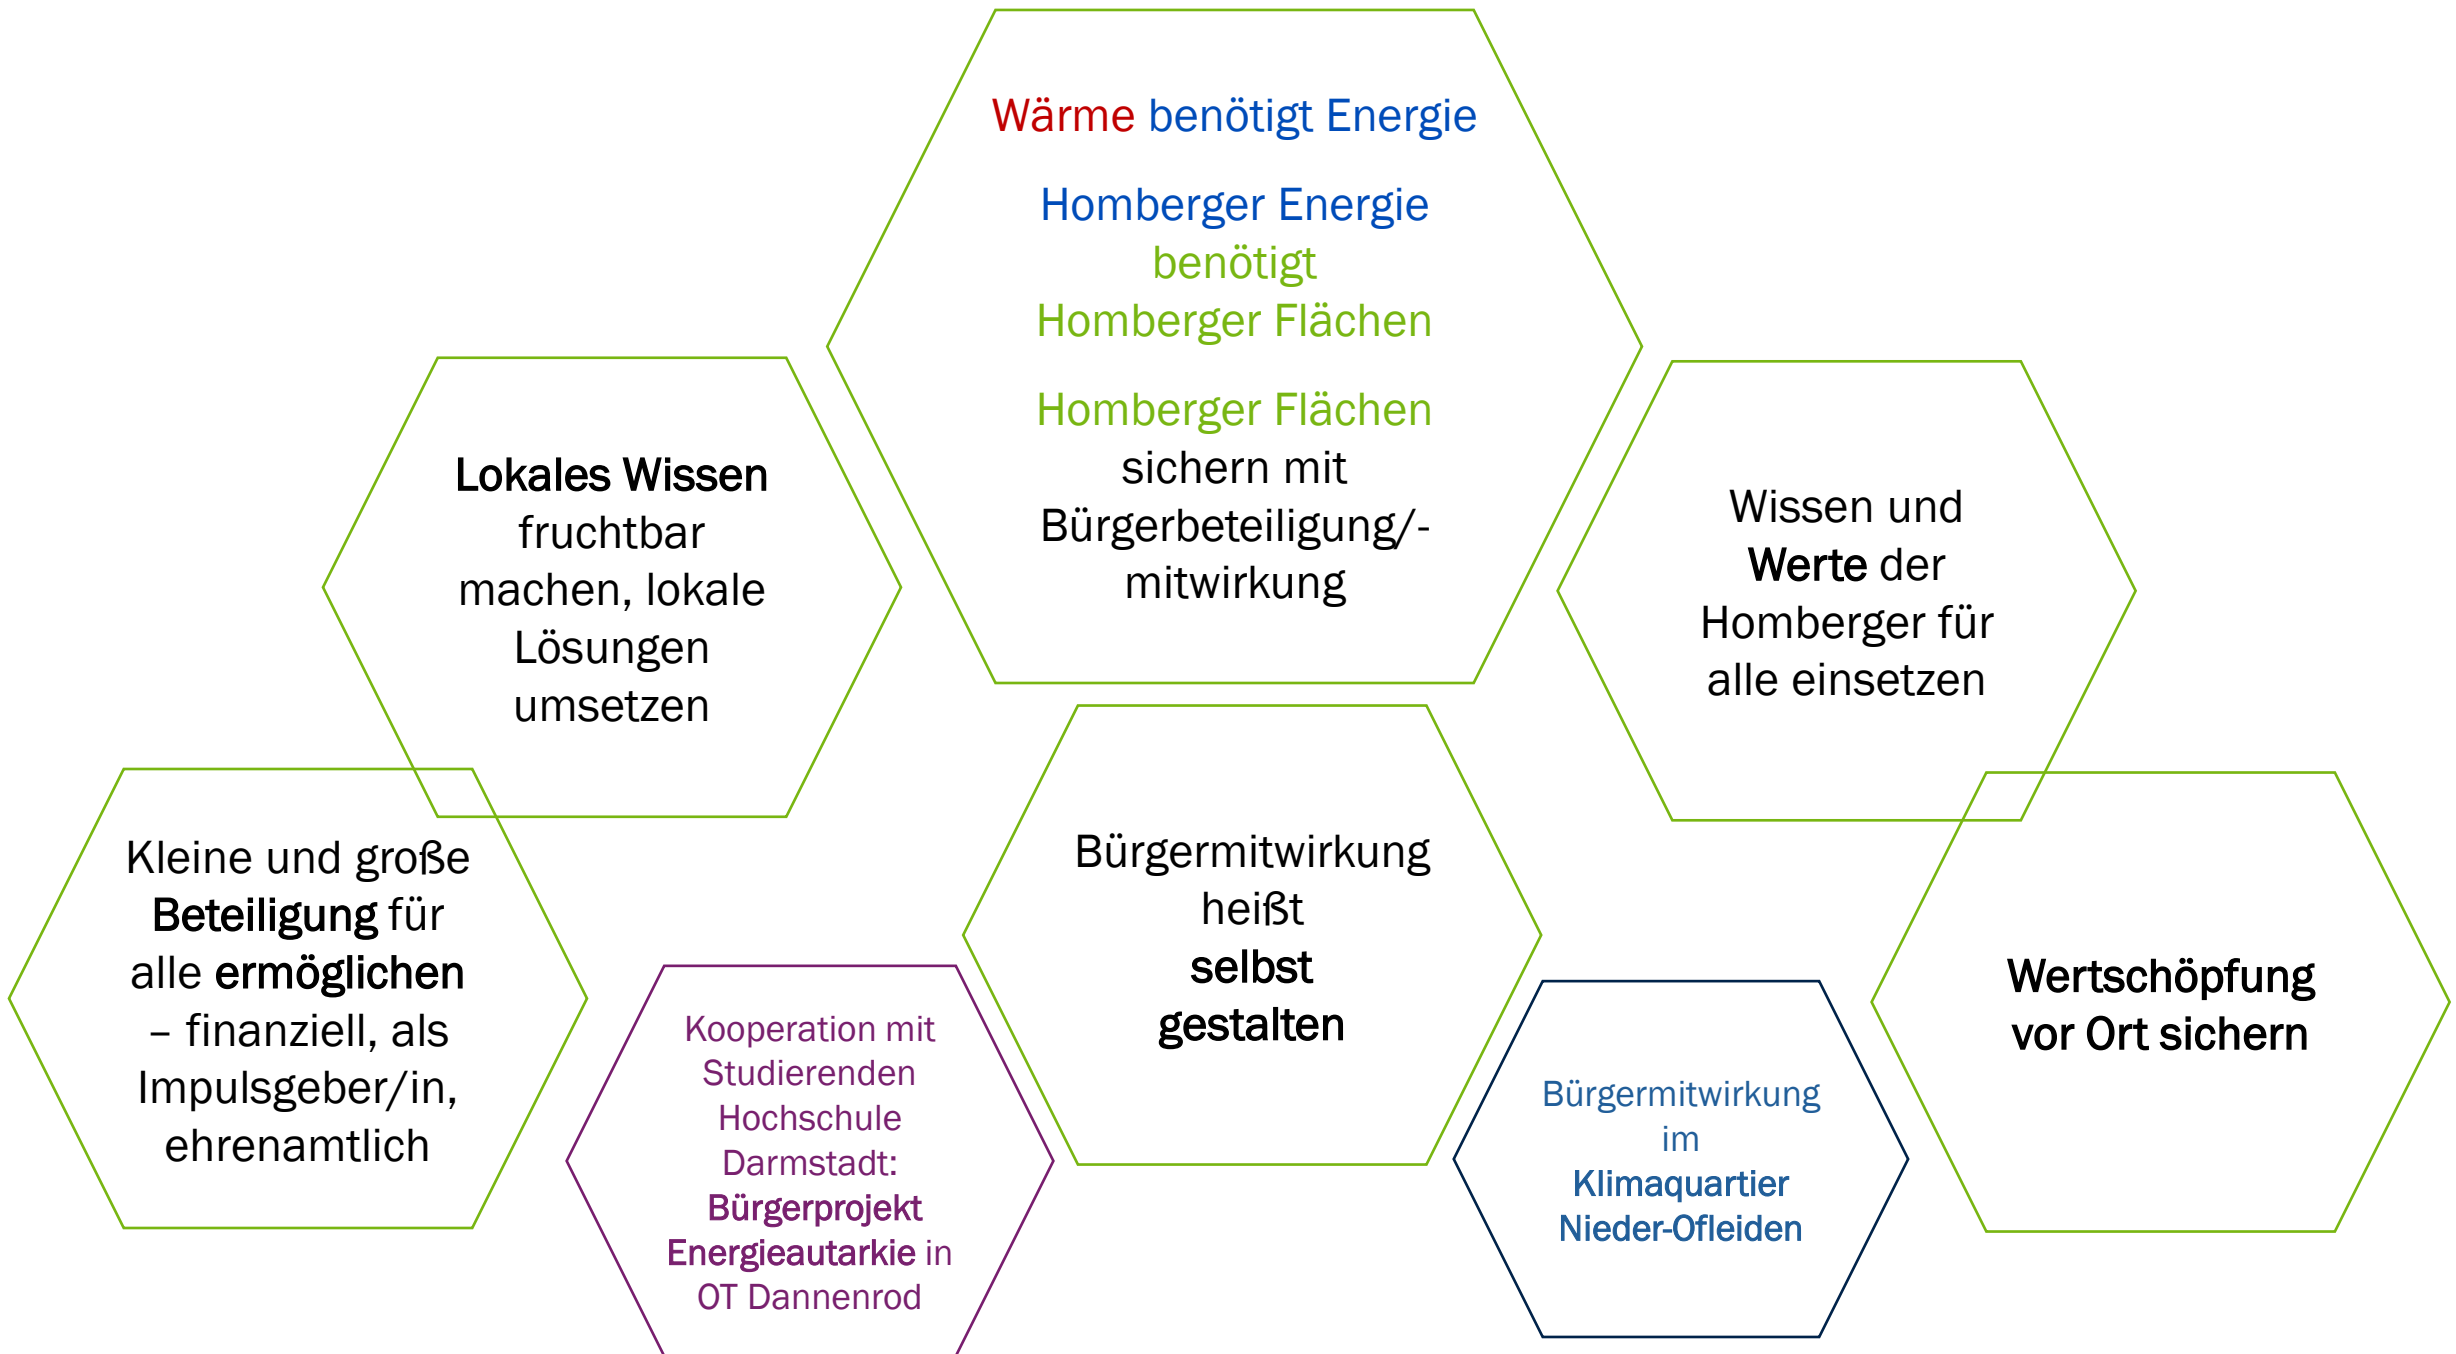 Wärme benötigt Energie
Homberger Energie
benötigt
Homberger Flächen
Homberger Flächen
sichern mit
Bürgerbeteiligung/-
mitwirkung
Lokales Wissen
fruchtbar
machen, lokale
Lösungen
umsetzen
Wissen und
Werte der
Homberger für
alle einsetzen
Kleine und große
Beteiligung für
alle ermöglichen
– finanziell, als
Impulsgeber/in,
ehrenamtlich
Bürgermitwirkung
heißt
selbst
gestalten
Wertschöpfung
vor Ort sichern
Kooperation mit
Studierenden
Hochschule
Darmstadt:
Bürgerprojekt
Energieautarkie in
OT Dannenrod
Bürgermitwirkung
im
Klimaquartier
Nieder-Ofleiden